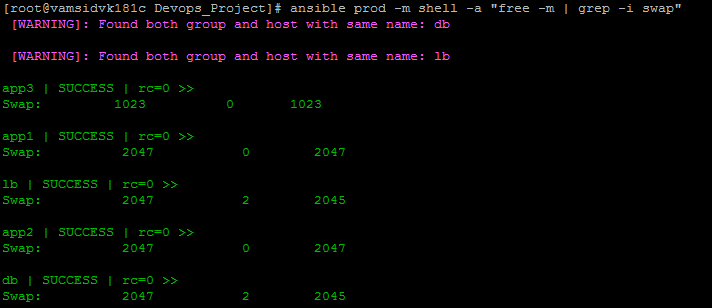 [root@vamsidvk181c Devops_Project]# ansible prod -m shell -a "free -m | grep -i swap"
[WARNING]: Found both group and host with same name: db
[WARNING]: Found both group and host with same name: lb
app3 | SUCCESS | rc=0 >>
Swap: 1023 0 1023
app1 | SUCCESS | rc=0 >>
Swap: 2047 0 2047
lb | SUCCESS | rc=0 >>
Swap: 2047 2 2045
app2 | SUCCESS | rc=0 >>
Swap: 2047 0 2047
db | SUCCESS | rc=0 >>
Swap: 2047 2 2045